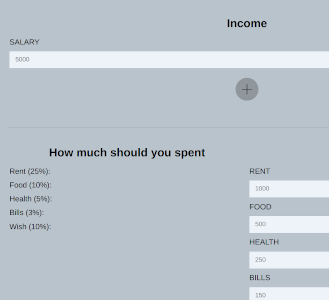 Income
SALARY
5000
How much should you spent
Rent (25%):
Food (10%):
Health (5%):
Bills (3%):
Wish (10%):
RENT
1000
FOOD
500
HEALTH
250
BILLS
150